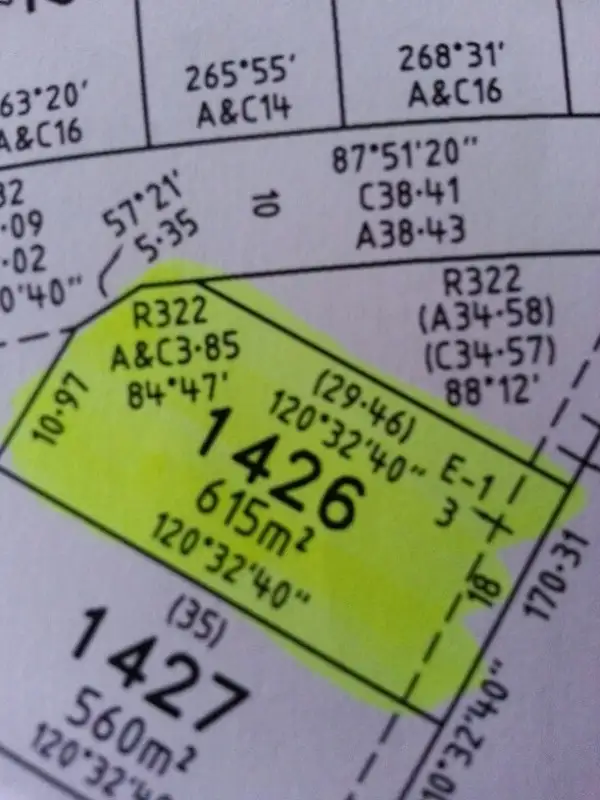 63°20'
A&C16
265°55'
A&C14
268°31'
A&C16
32
·09
·02
0'40"
57°21'
5·35
10
87°51'20"
C38·41
A38·43
R322
(A34·58)
(C34·57)
88°12'
R322
A&C3·85
84°47'
10·97
(29·46)
120°32'40"
E-1
3
1426
615m²
120°32'40"
18
170·31
10°32'40"
(35)
1427
560m²
120°32'40